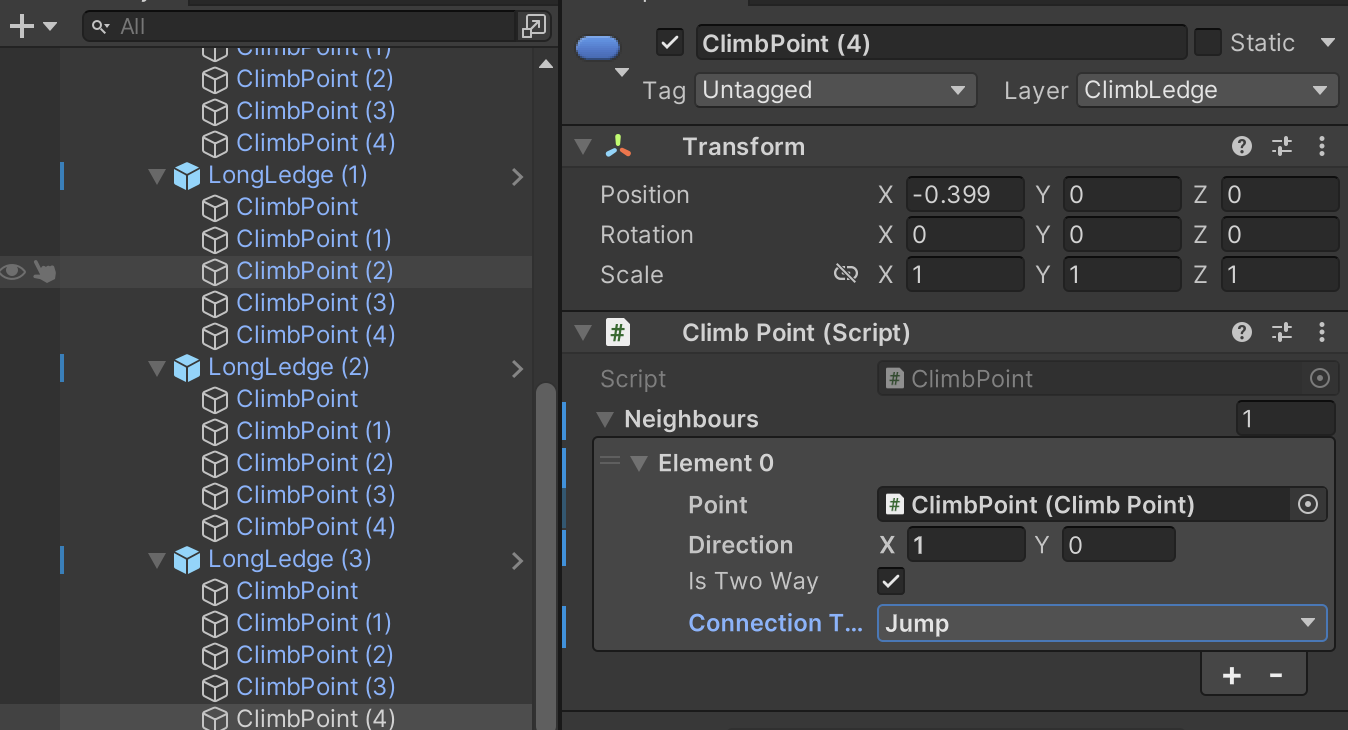 All
ClimbPoint (1)
ClimbPoint (2)
ClimbPoint (3)
ClimbPoint (4)
LongLedge (1)
ClimbPoint
ClimbPoint (1)
ClimbPoint (2)
ClimbPoint (3)
ClimbPoint (4)
LongLedge (2)
ClimbPoint
ClimbPoint (1)
ClimbPoint (2)
ClimbPoint (3)
ClimbPoint (4)
LongLedge (3)
ClimbPoint
ClimbPoint (1)
ClimbPoint (2)
ClimbPoint (3)
ClimbPoint (4)
ClimbPoint (4) Static
Tag Untagged Layer ClimbLedge
Transform
Position X -0.399 Y 0 Z 0
Rotation X 0 Y 0 Z 0
Scale X 1 Y 1 Z 1
# Climb Point (Script)
Script # ClimbPoint
Neighbours 1
Element 0
Point # ClimbPoint (Climb Point)
Direction X 1 Y 0
Is Two Way
Connection T... Jump
+ -